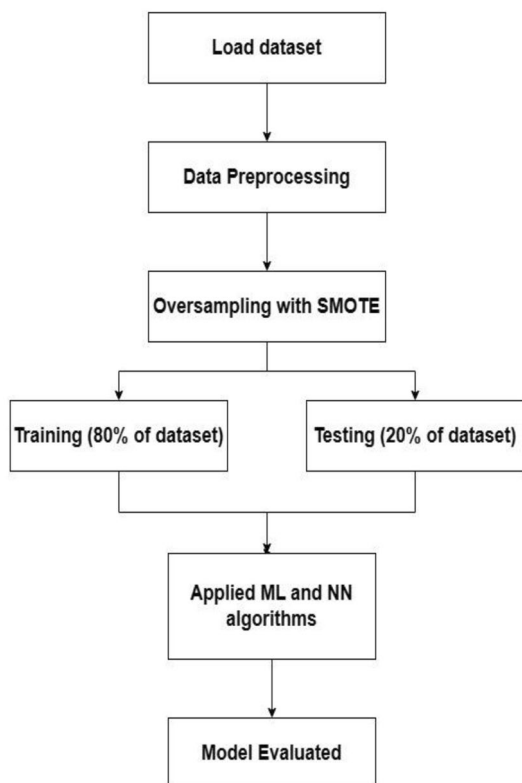 Load dataset
Data Preprocessing
Oversampling with SMOTE
Training (80% of dataset)
Testing (20% of dataset)
Applied ML and NN
algorithms
Model Evaluated